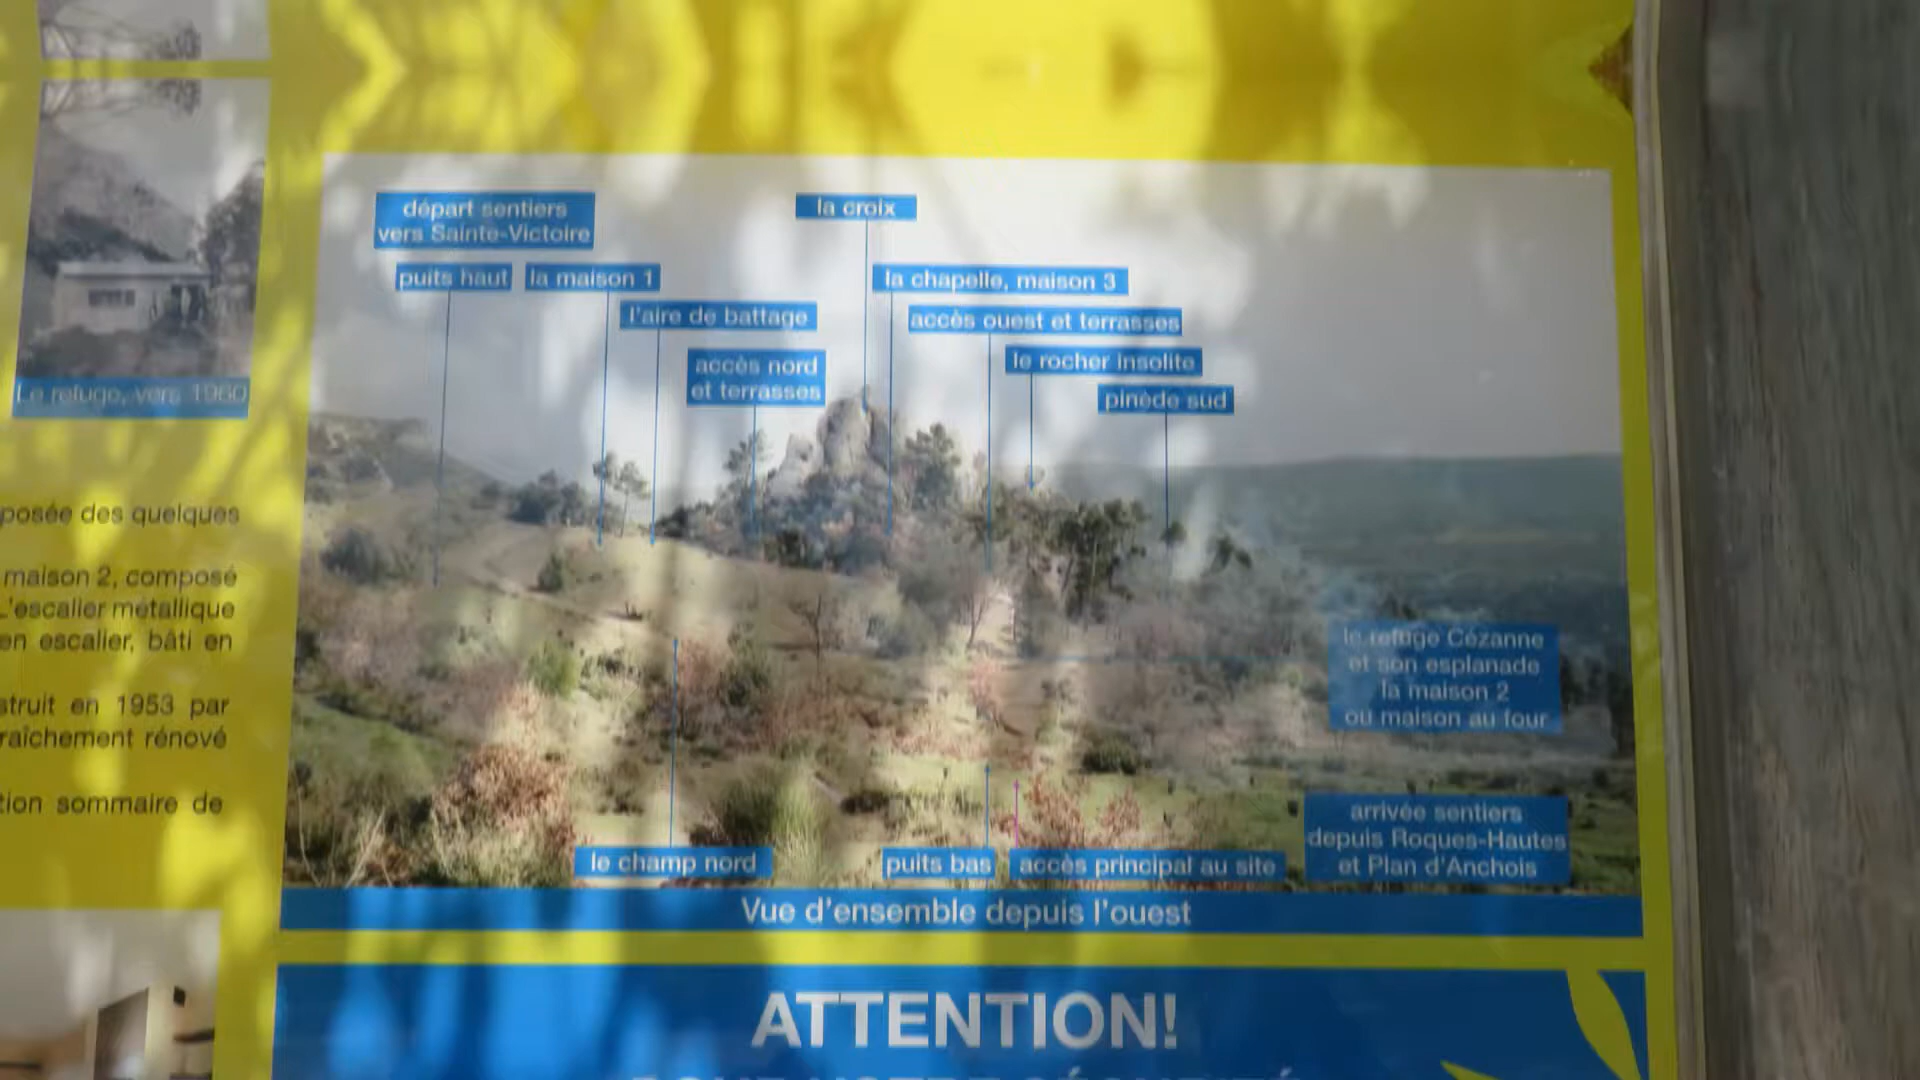 Le refuge, vers 1960
posée des quelques
maison 2, composé
L'escalier métallique
en escalier, bâti en
struit en 1953 par
raîchement rénové
tion sommaire de
départ sentiers
vers Sainte-Victoire
la croix
puits haut
la maison 1
la chapelle, maison 3
l'aire de battage
accès ouest et terrasses
accès nord
et terrasses
le rocher insolite
pinède sud
le refuge Cézanne
et son esplanade
la maison 2
ou maison au four
arrivée sentiers
depuis Roques-Hautes
et Plan d'Anchois
le champ nord
puits bas
accès principal au site
Vue d'ensemble depuis l'ouest
ATTENTION!